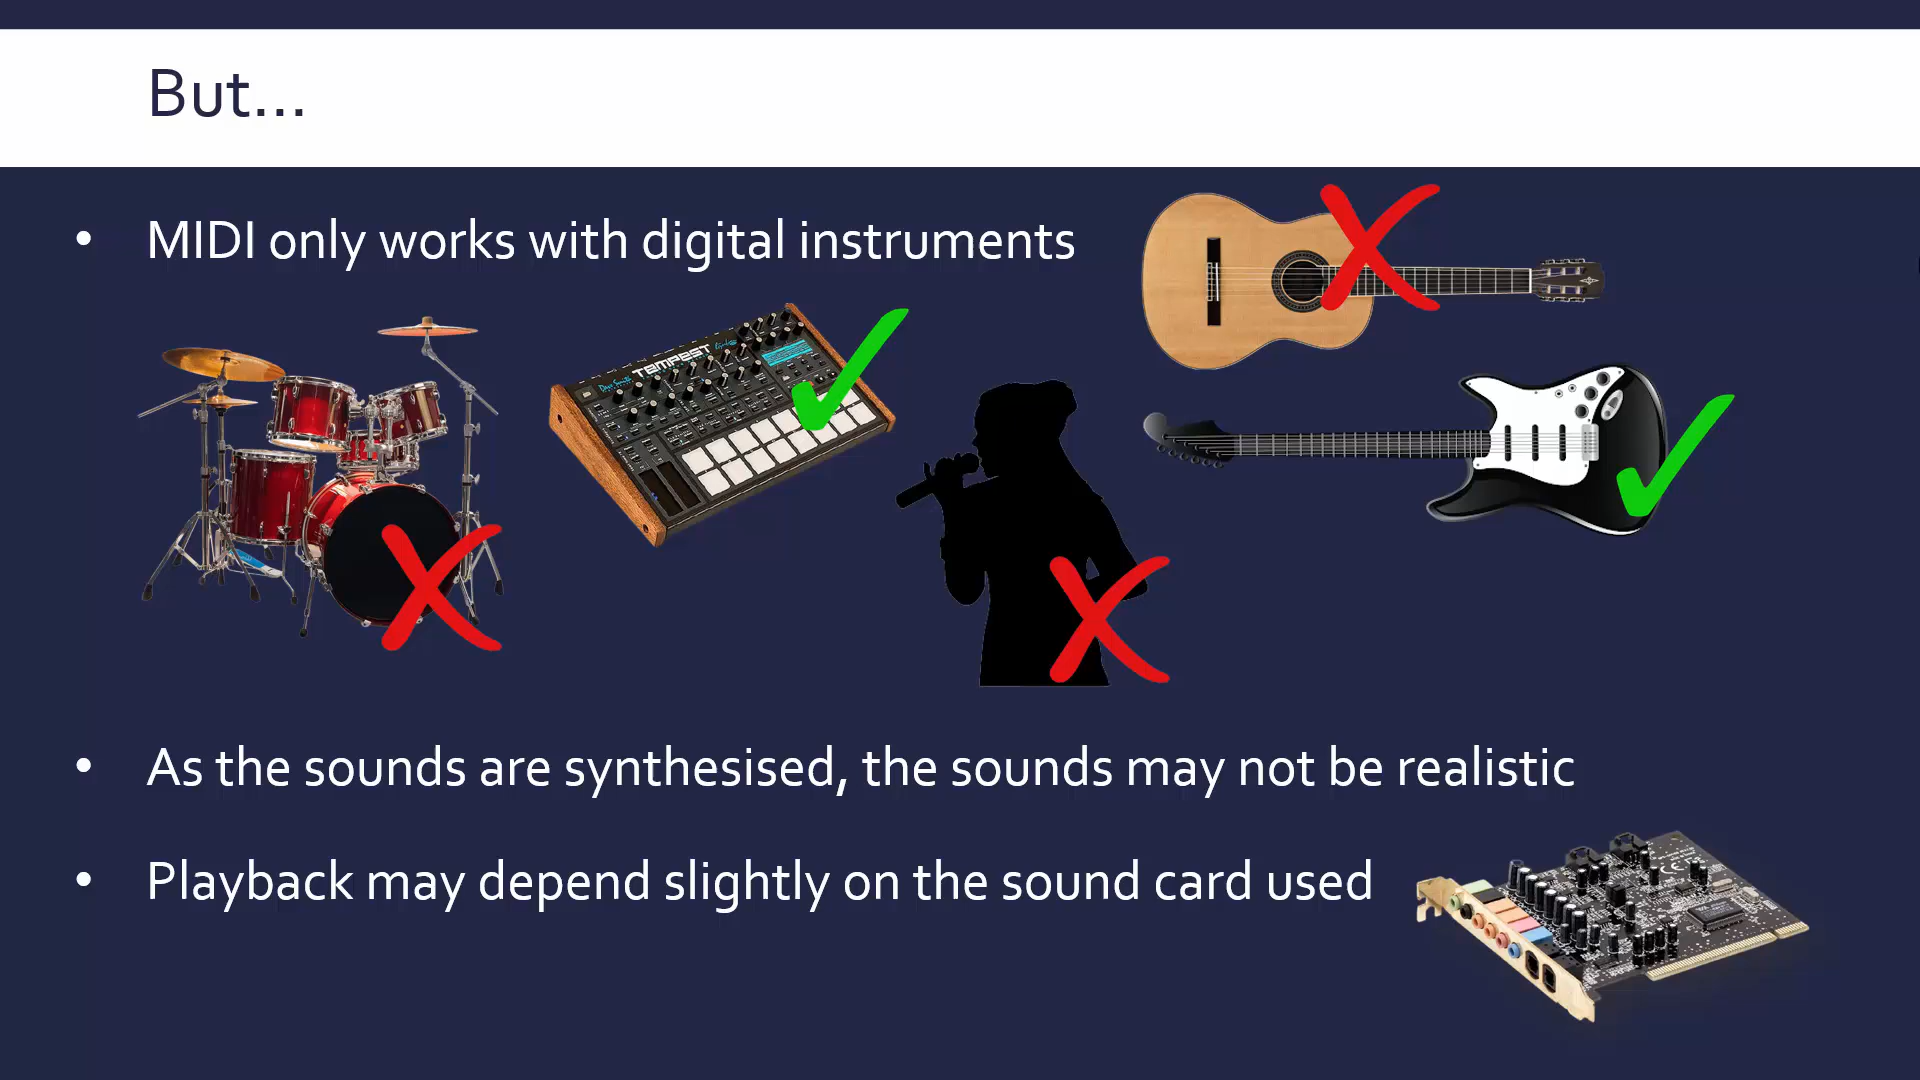 But...
• MIDI only works with digital instruments
TEMPEST
• As the sounds are synthesised, the sounds may not be realistic
• Playback may depend slightly on the sound card used